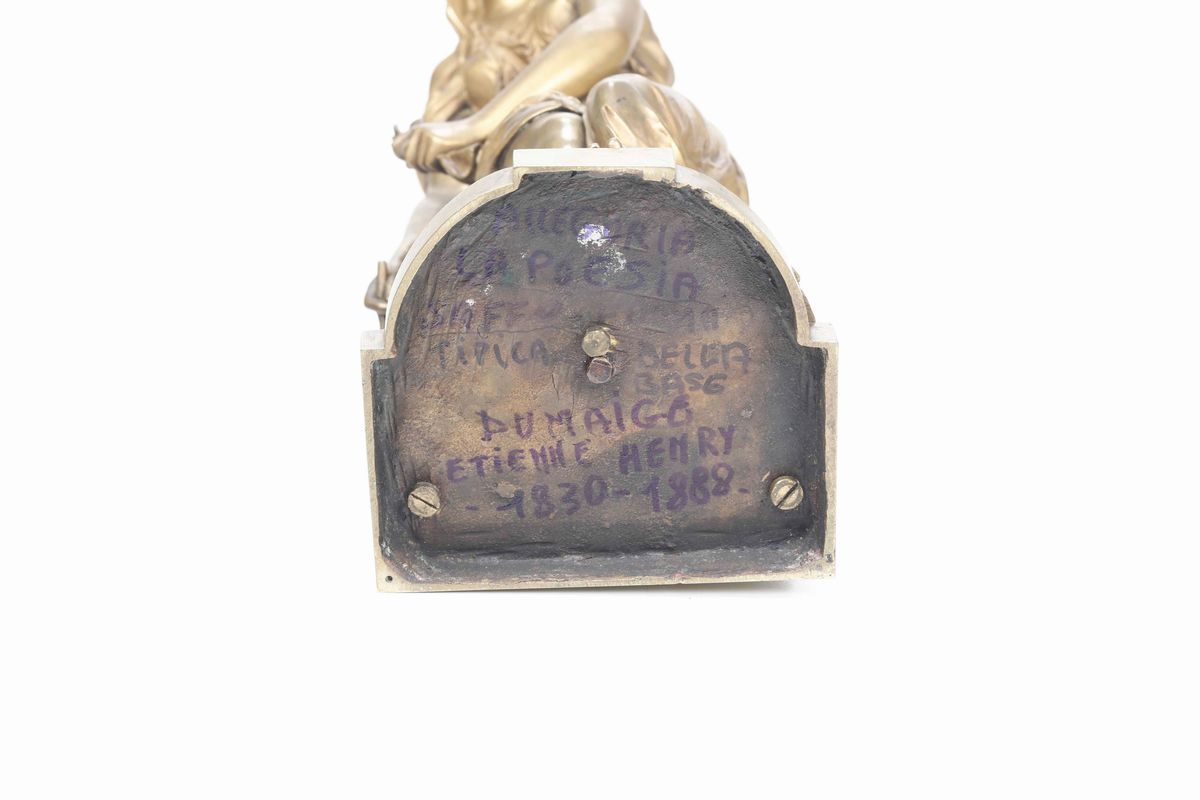 ALLEGORIA
LA POESIA
TIPICA DELLA
BASE
DUMAIGE
ETIENNE HENRY
- 1830 - 1888 -